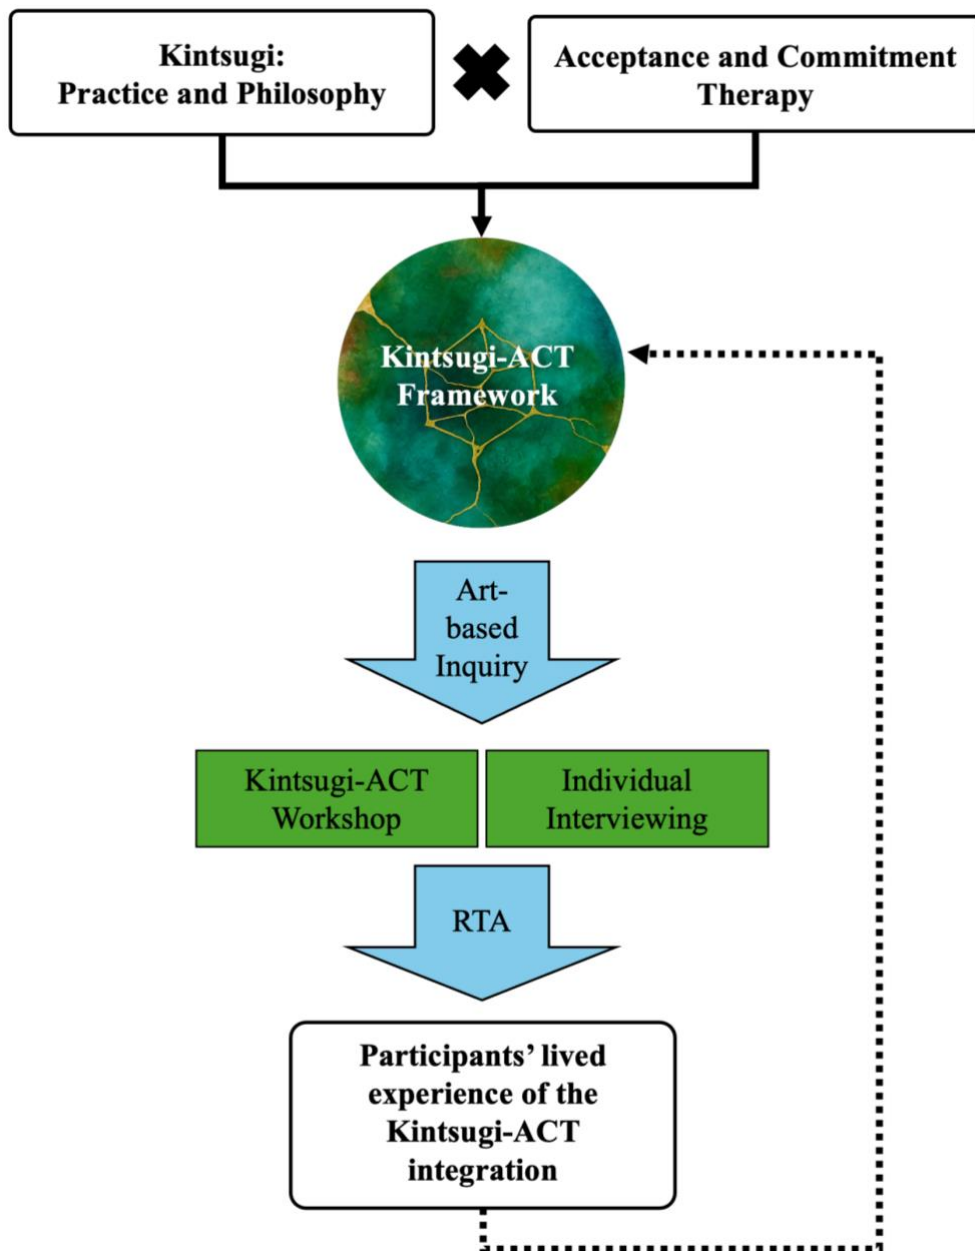 Kintsugi:
Practice and Philosophy
Acceptance and Commitment
Therapy
Kintsugi-ACT
Framework
Art-
based
Inquiry
Kintsugi-ACT
Workshop
Individual
Interviewing
RTA
Participants’ lived
experience of the
Kintsugi-ACT
integration